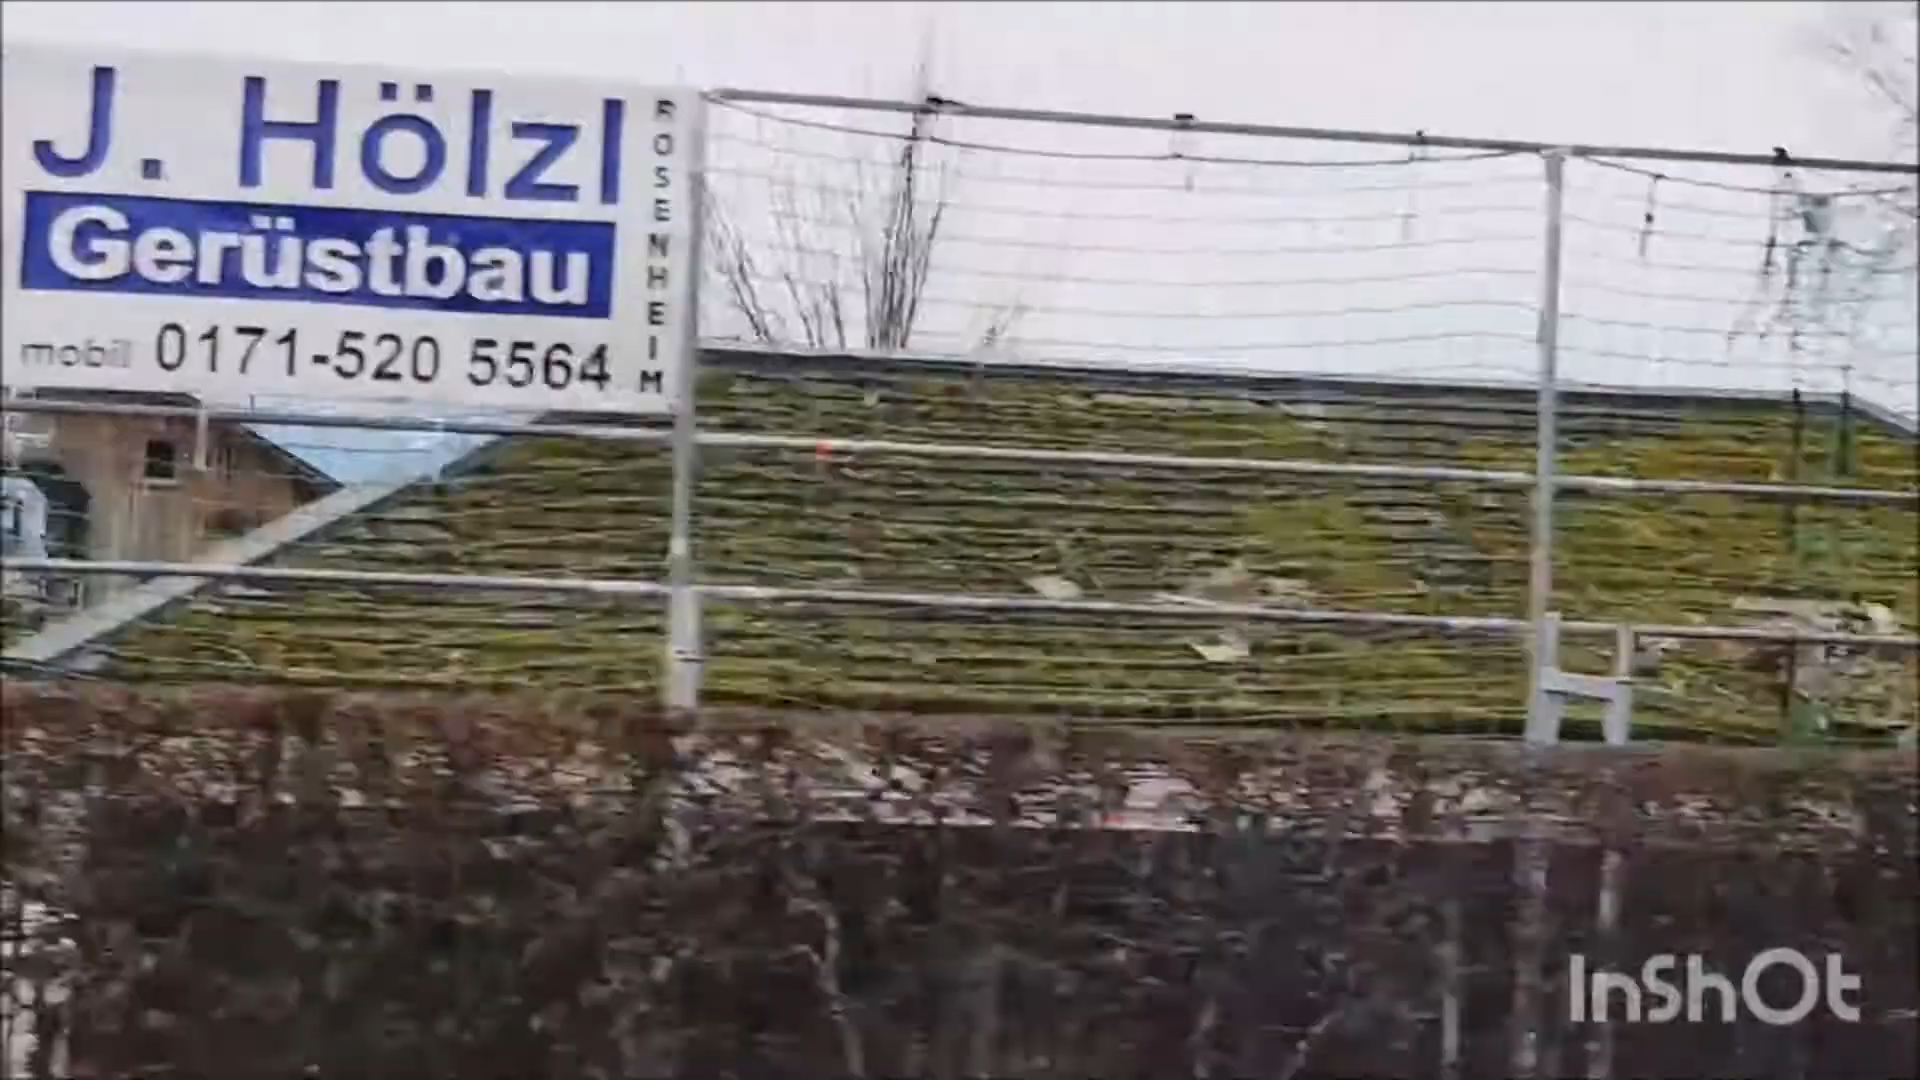 J. Hölzl
Gerüstbau
mobil 0171-520 5564
ROSENHEIM
InShOt